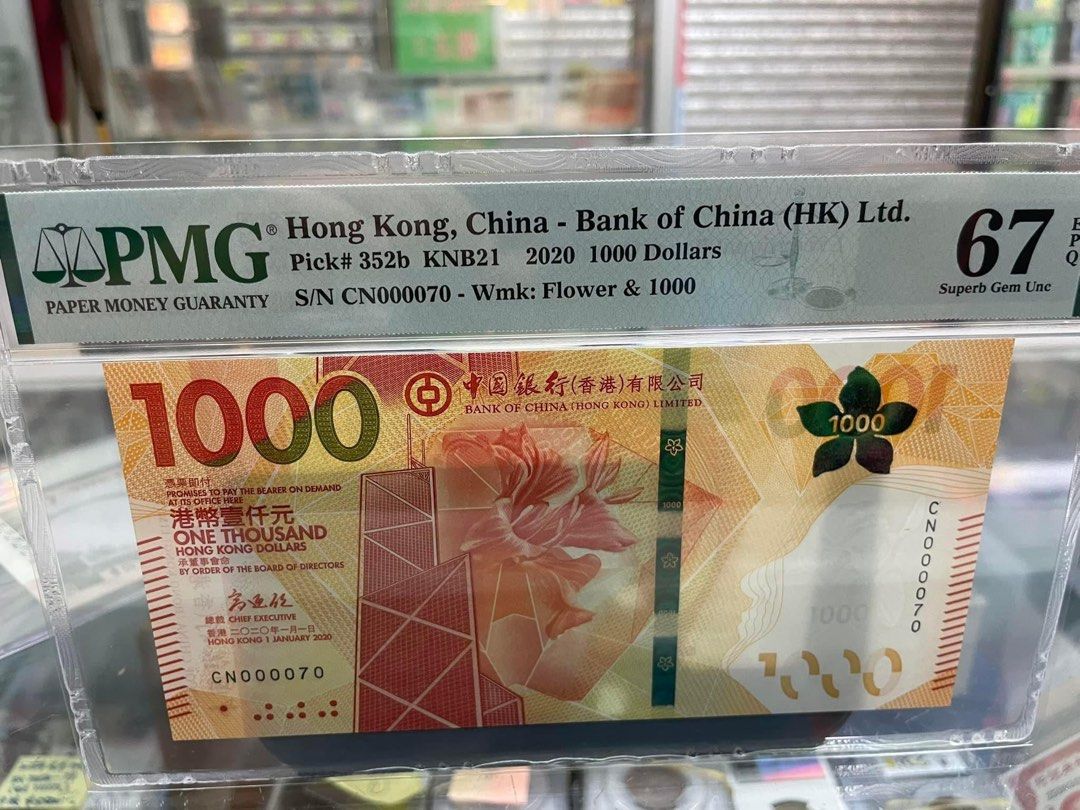 PMG®
PAPER MONEY GUARANTY
Hong Kong, China - Bank of China (HK) Ltd.
Pick# 352b KNB21 2020 1000 Dollars
S/N CN000070 - Wmk: Flower & 1000
67
Superb Gem Unc
E
P
Q
1000
中國銀行(香港)有限公司
BANK OF CHINA (HONG KONG) LIMITED
1000
憑票即付
PROMISES TO PAY THE BEARER ON DEMAND
AT ITS OFFICE HERE
港幣壹仟元
ONE THOUSAND
HONG KONG DOLLARS
承董事會命
BY ORDER OF THE BOARD OF DIRECTORS
總裁 CHIEF EXECUTIVE
香港 二〇二〇年一月一日
HONG KONG 1 JANUARY 2020
CN000070
1000
CN000070
1000